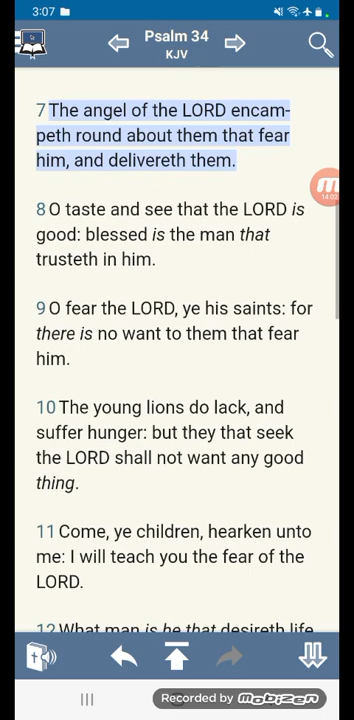 3:07
Psalm 34
KJV
7 The angel of the LORD encam-
peth round about them that fear
him, and delivereth them.
14:02
8 O taste and see that the LORD is
good: blessed is the man that
trusteth in him.
9 O fear the LORD, ye his saints: for
there is no want to them that fear
him.
10 The young lions do lack, and
suffer hunger: but they that seek
the LORD shall not want any good
thing.
11 Come, ye children, hearken unto
me: I will teach you the fear of the
LORD.
12 What man is he that desireth life
Recorded by mobizen